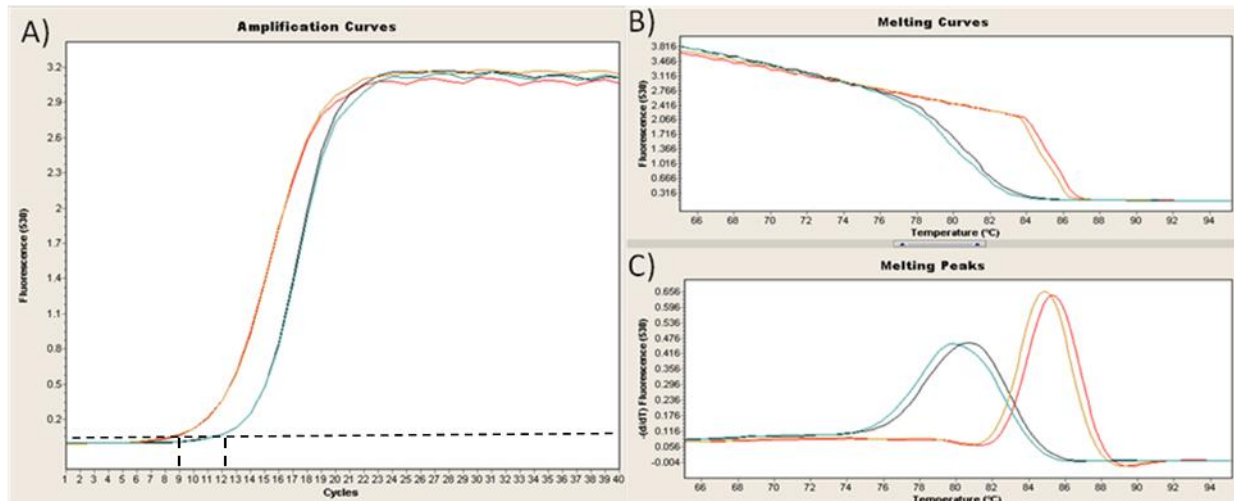 A)
Amplification Curves
Fluorescence (530)
3.2
2.9
2.6
2.3
2
1.7
1.4
1.1
0.8
0.5
0.2
1 2 3 4 5 6 7 8 9 10 11 12 13 14 15 16 17 18 19 20 21 22 23 24 25 26 27 28 29 30 31 32 33 34 35 36 37 38 39 40
Cycles
B)
Melting Curves
Fluorescence (530)
3.816
3.466
3.116
2.766
2.416
2.066
1.716
1.366
1.016
0.666
0.316
66 68 70 72 74 76 78 80 82 84 86 88 90 92 94
Temperature (°C)
C)
Melting Peaks
-(d/dT) Fluorescence (530)
0.656
0.596
0.536
0.476
0.416
0.356
0.296
0.236
0.176
0.116
0.056
-0.004
66 68 70 72 74 76 78 80 82 84 86 88 90 92 94
Temperature (°C)